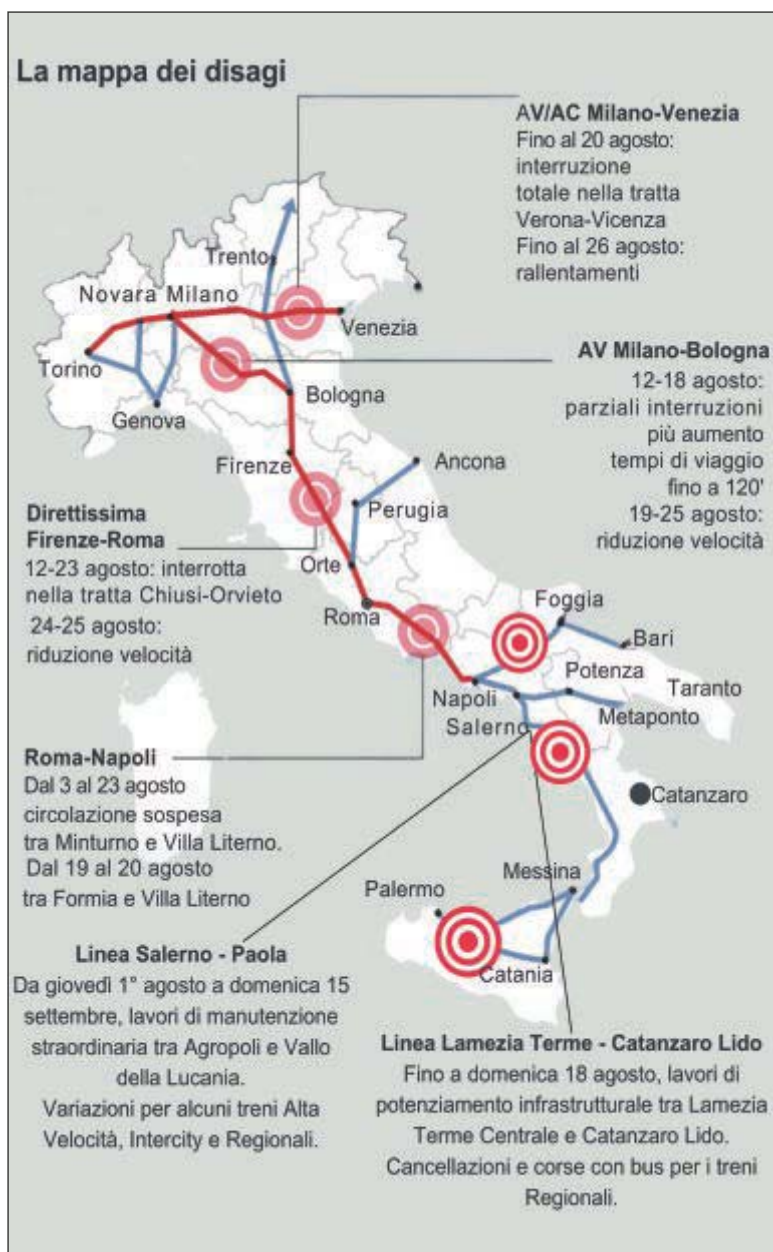 La mappa dei disagi
AV/AC Milano-Venezia
Fino al 20 agosto:
interruzione
totale nella tratta
Verona-Vicenza
Fino al 26 agosto:
rallentamenti
Trento
Novara Milano
Venezia
Torino
Genova
Bologna
AV Milano-Bologna
12-18 agosto:
parziali interruzioni
più aumento
tempi di viaggio
fino a 120'
19-25 agosto:
riduzione velocità
Firenze
Ancona
Perugia
Direttissima
Firenze-Roma
12-23 agosto: interrotta
nella tratta Chiusi-Orvieto
24-25 agosto:
riduzione velocità
Orte
Roma
Foggia
Bari
Napoli
Potenza
Taranto
Salerno
Metaponto
Roma-Napoli
Dal 3 al 23 agosto
circolazione sospesa
tra Minturno e Villa Literno.
Dal 19 al 20 agosto
tra Formia e Villa Literno
Catanzaro
Messina
Palermo
Catania
Linea Salerno - Paola
Da giovedì 1° agosto a domenica 15
settembre, lavori di manutenzione
straordinaria tra Agropoli e Vallo
della Lucania.
Variazioni per alcuni treni Alta
Velocità, Intercity e Regionali.
Linea Lamezia Terme - Catanzaro Lido
Fino a domenica 18 agosto, lavori di
potenziamento infrastrutturale tra Lamezia
Terme Centrale e Catanzaro Lido.
Cancellazioni e corse con bus per i treni
Regionali.